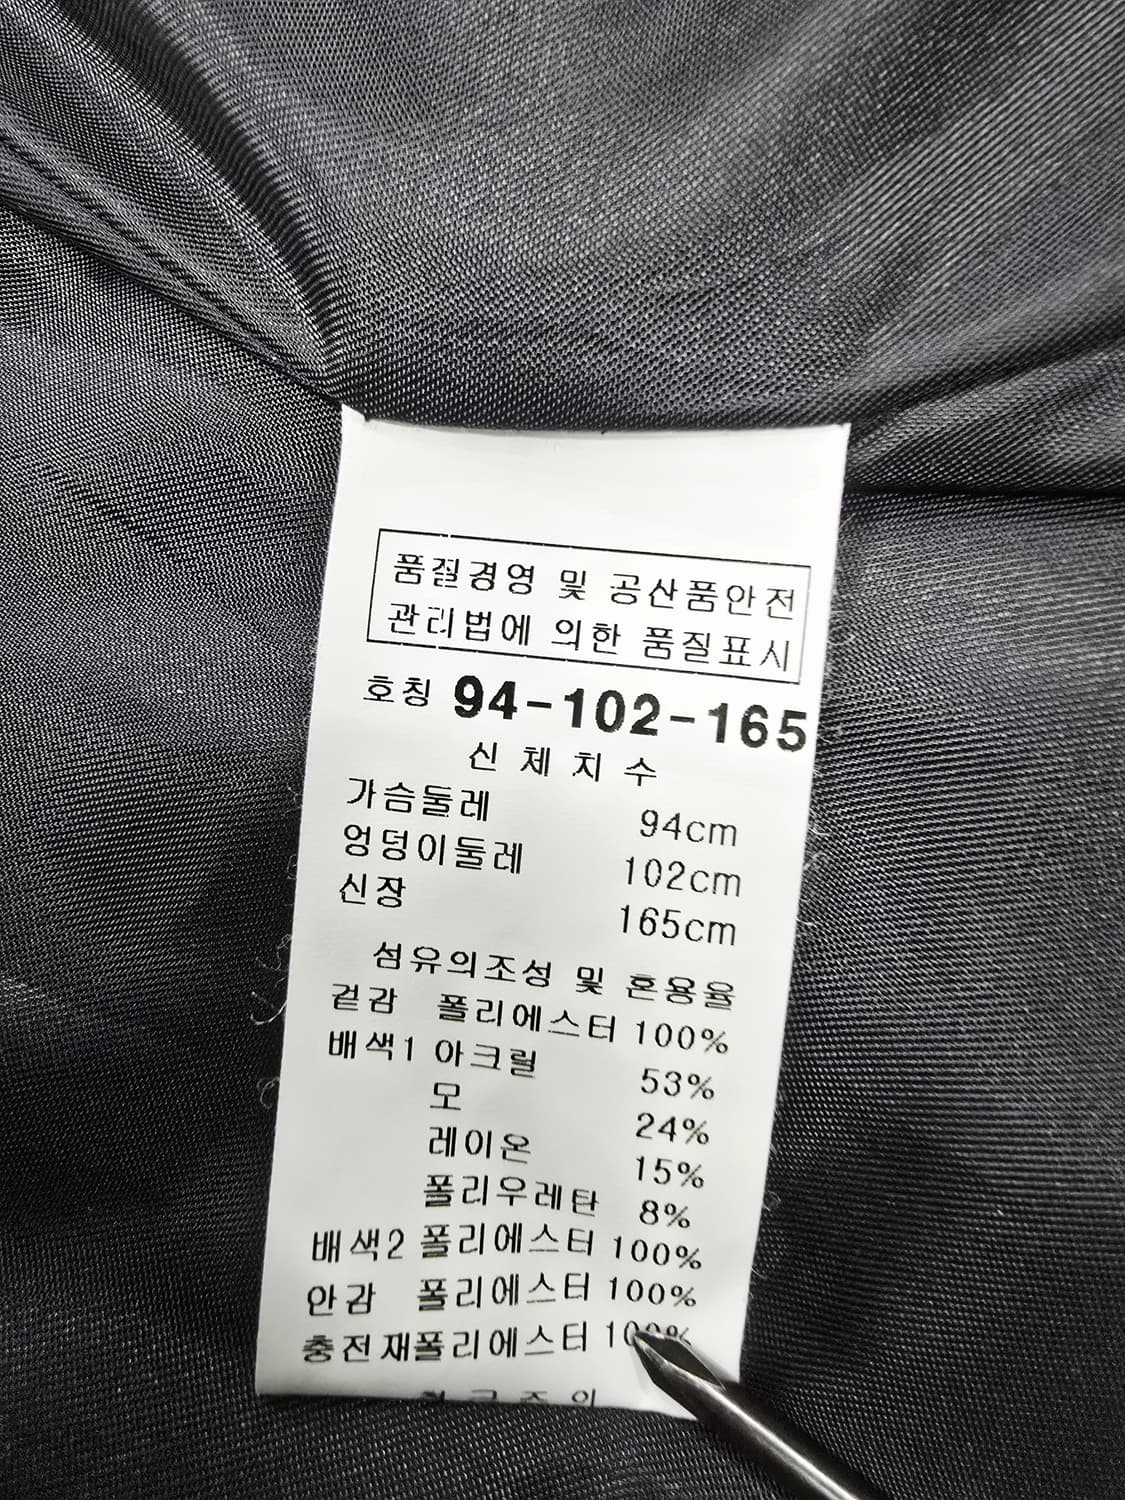 품질경영 및 공산품안전
관리법에 의한 품질표시
호칭 94-102-165
신체치수
가슴둘레 94cm
엉덩이둘레 102cm
신장 165cm
섬유의조성 및 혼용율
겉감 폴리에스터 100%
배색1 아크릴 53%
모 24%
레이온 15%
폴리우레탄 8%
배색2 폴리에스터 100%
안감 폴리에스터 100%
충전재폴리에스터 100%